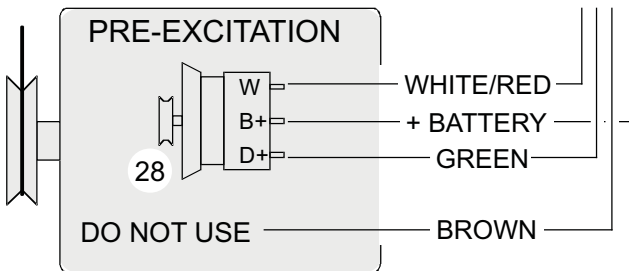 PRE-EXCITATION
W WHITE/RED
B+ + BATTERY
D+ GREEN
28
DO NOT USE BROWN